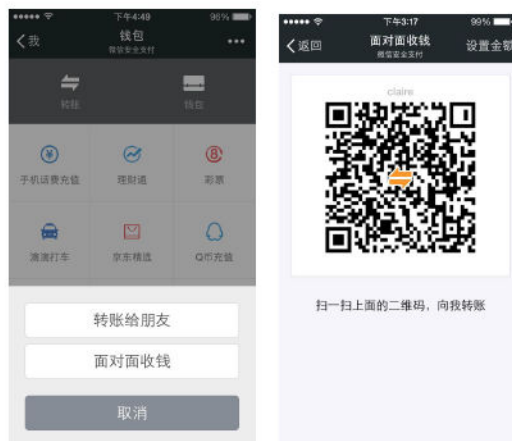 下午4:49
96%
我
钱包
微信安全支付
转账
钱包
手机话费充值
理财通
彩票
滴滴打车
京东精选
Q币充值
转账给朋友
面对面收钱
取消
下午3:17
99%
返回
面对面收钱
微信安全支付
设置金额
claire
扫一扫上面的二维码，向我转账